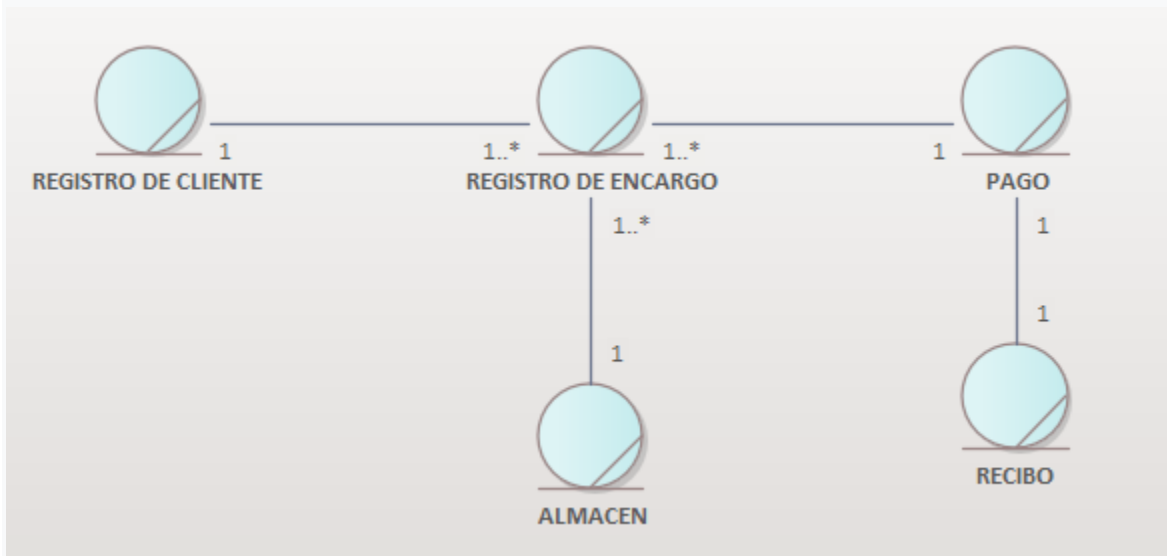 1
1..*
1..*
1
REGISTRO DE CLIENTE
REGISTRO DE ENCARGO
PAGO
1..*
1
1
1
RECIBO
ALMACEN